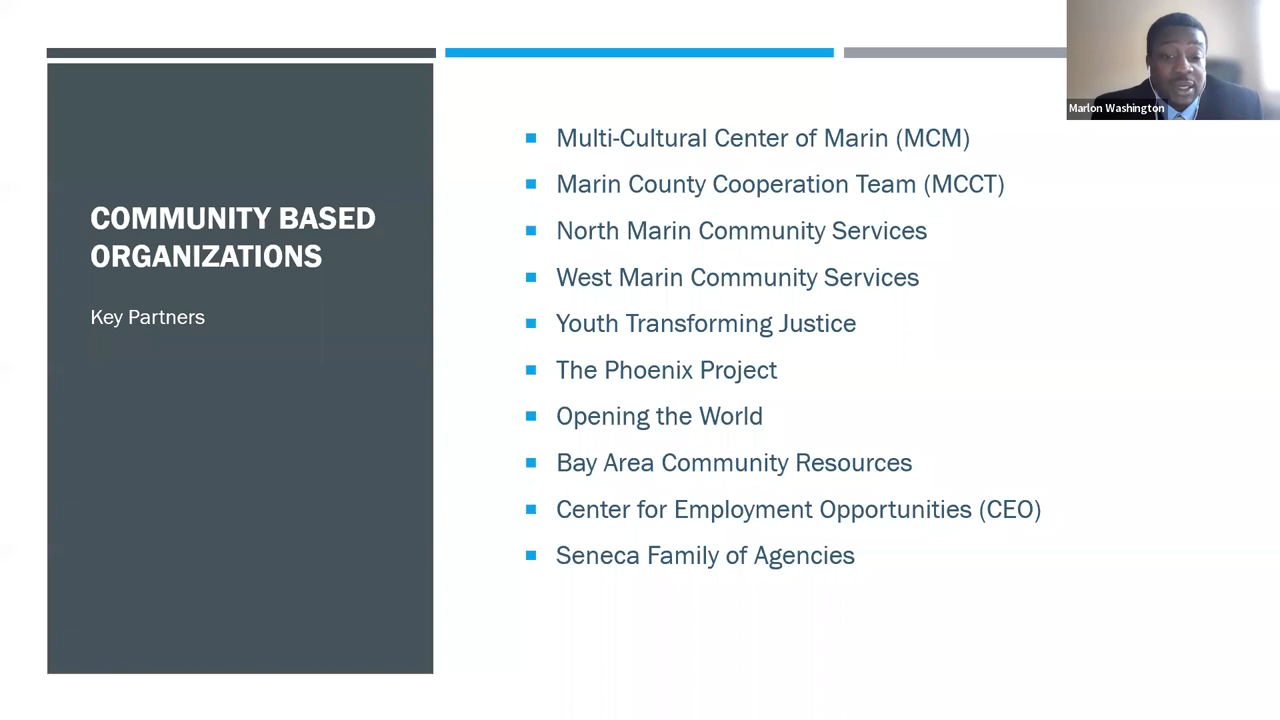 COMMUNITY BASED
ORGANIZATIONS
Key Partners
Multi-Cultural Center of Marin (MCM)
Marin County Cooperation Team (MCCT)
North Marin Community Services
West Marin Community Services
Youth Transforming Justice
The Phoenix Project
Opening the World
Bay Area Community Resources
Center for Employment Opportunities (CEO)
Seneca Family of Agencies
Marlon Washington